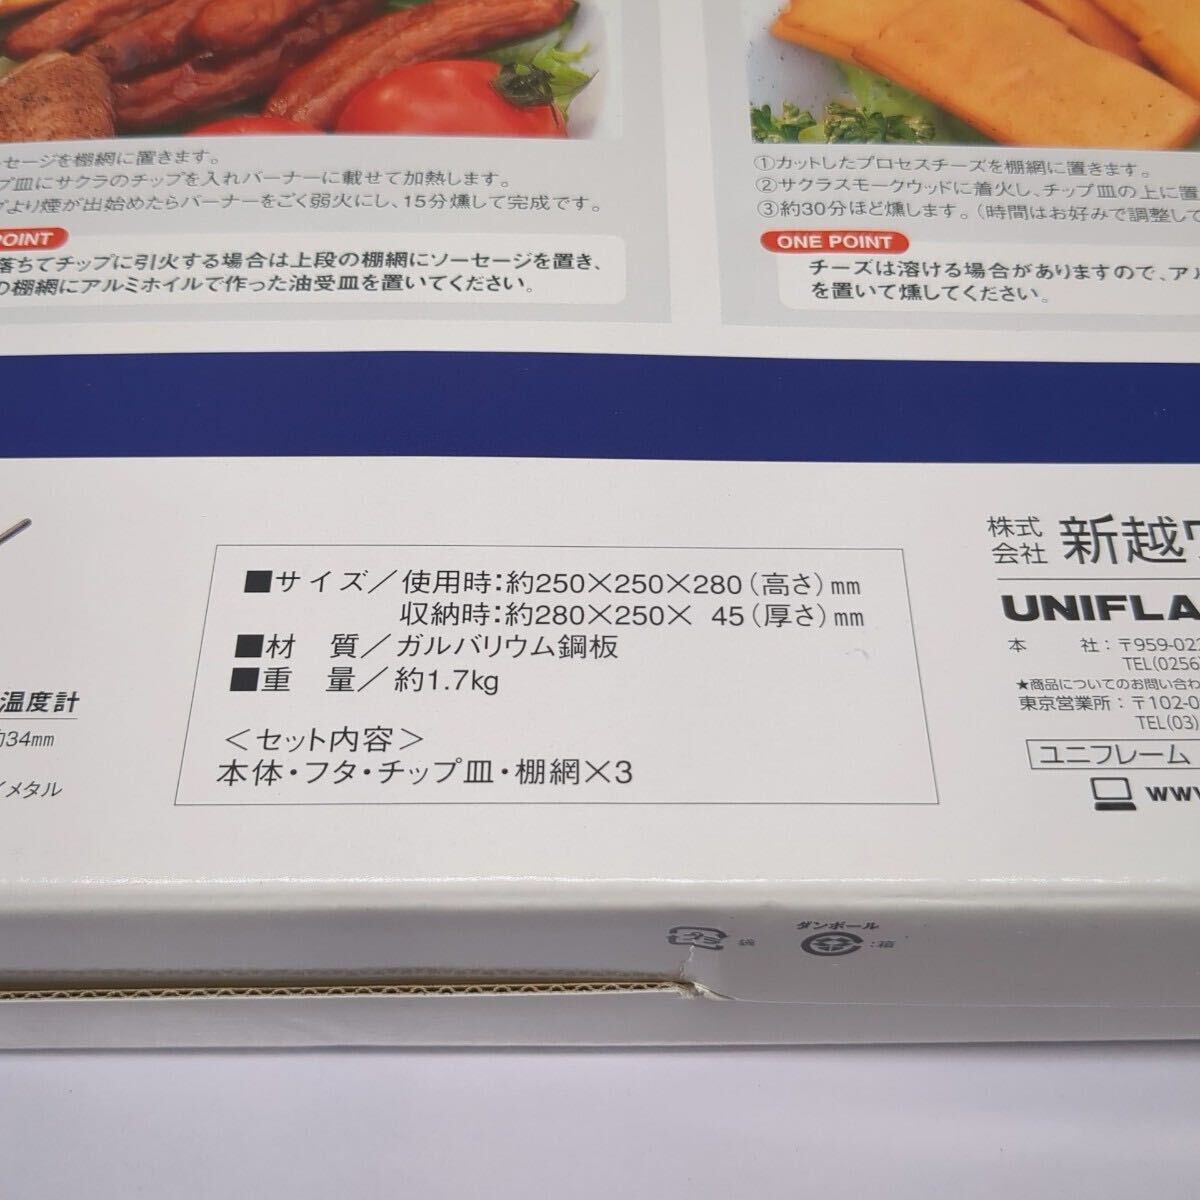 セージを棚網に置きます。
プ皿にサクラのチップを入れバーナーに載せて加熱します。
より煙が出始めたらバーナーをごく弱火にし、15分燻して完成です。
POINT
落ちてチップに引火する場合は上段の棚網にソーセージを置き、
の棚網にアルミホイルで作った油受皿を置いてください。
①カットしたプロセスチーズを棚網に置きます。
②サクラスモークウッドに着火し、チップ皿の上に置
③約30分ほど燻します。(時間はお好みで調整して
ONE POINT
チーズは溶ける場合がありますので、アル
を置いて燻してください。
■サイズ/使用時:約250×250×280(高さ)mm
収納時:約280×250× 45(厚さ)mm
■材 質/ガルバリウム鋼板
■重 量/約1.7kg
<セット内容>
本体・フタ・チップ皿・棚網×3
温度計
約34mm
メタル
株式会社 新越ワ
UNIFLA
本 社:〒959-022
TEL(0256)
★商品についてのお問い合わ
東京営業所:〒102-0
TEL(03)
ユニフレーム
www.
プラ 袋
ダンボール
:箱